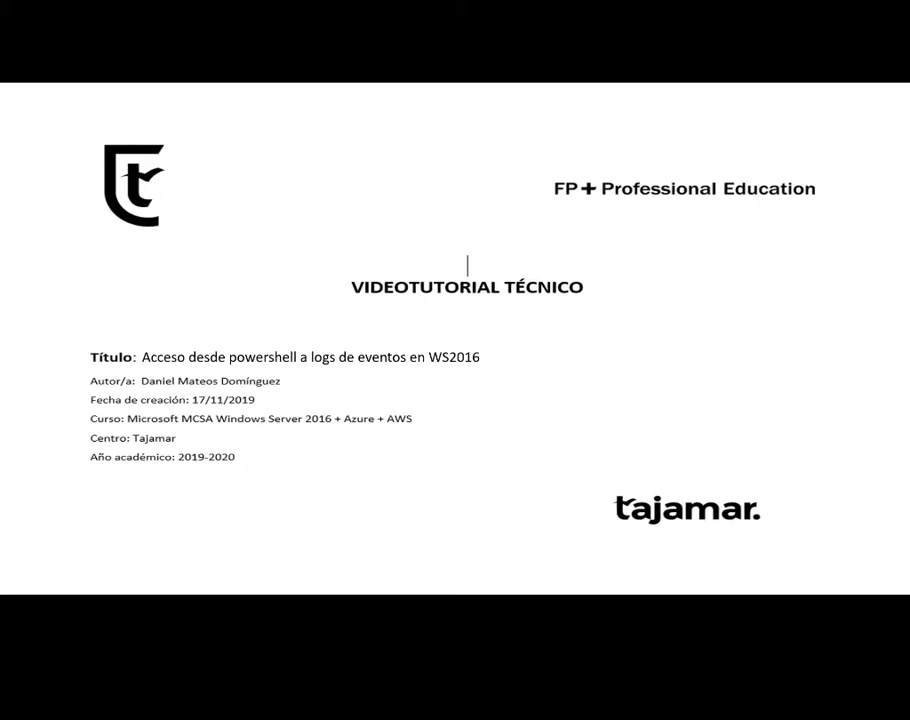 FP+ Professional Education
VIDEOTUTORIAL TÉCNICO
Título: Acceso desde powershell a logs de eventos en WS2016
Autor/a: Daniel Mateos Domínguez
Fecha de creación: 17/11/2019
Curso: Microsoft MCSA Windows Server 2016 + Azure + AWS
Centro: Tajamar
Año académico: 2019-2020
tajamar.